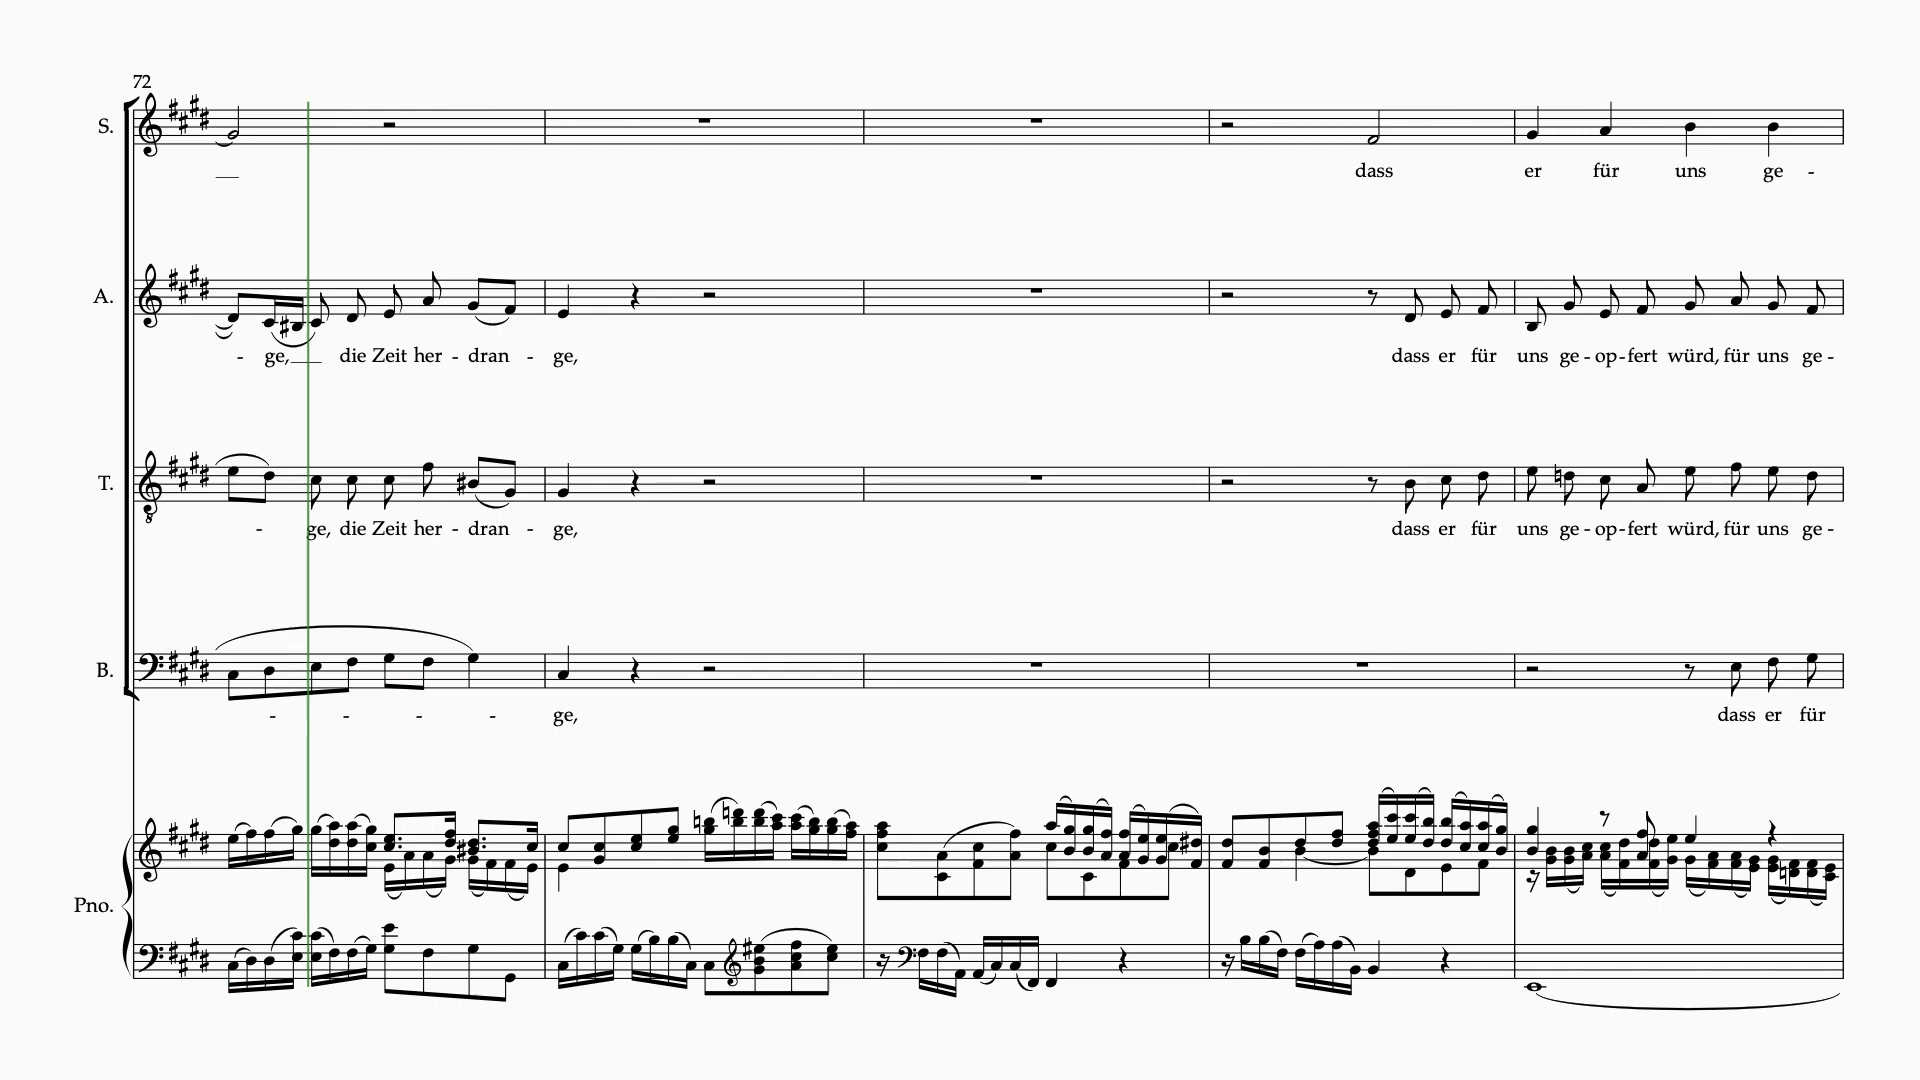 72
S.
dass er für uns ge -
A.
- ge, die Zeit her - dran - ge, dass er für uns ge - op - fert würd, für uns ge -
T.
- ge, die Zeit her - dran - ge, dass er für uns ge - op - fert würd, für uns ge -
B.
- - - - ge, dass er für
Pno.